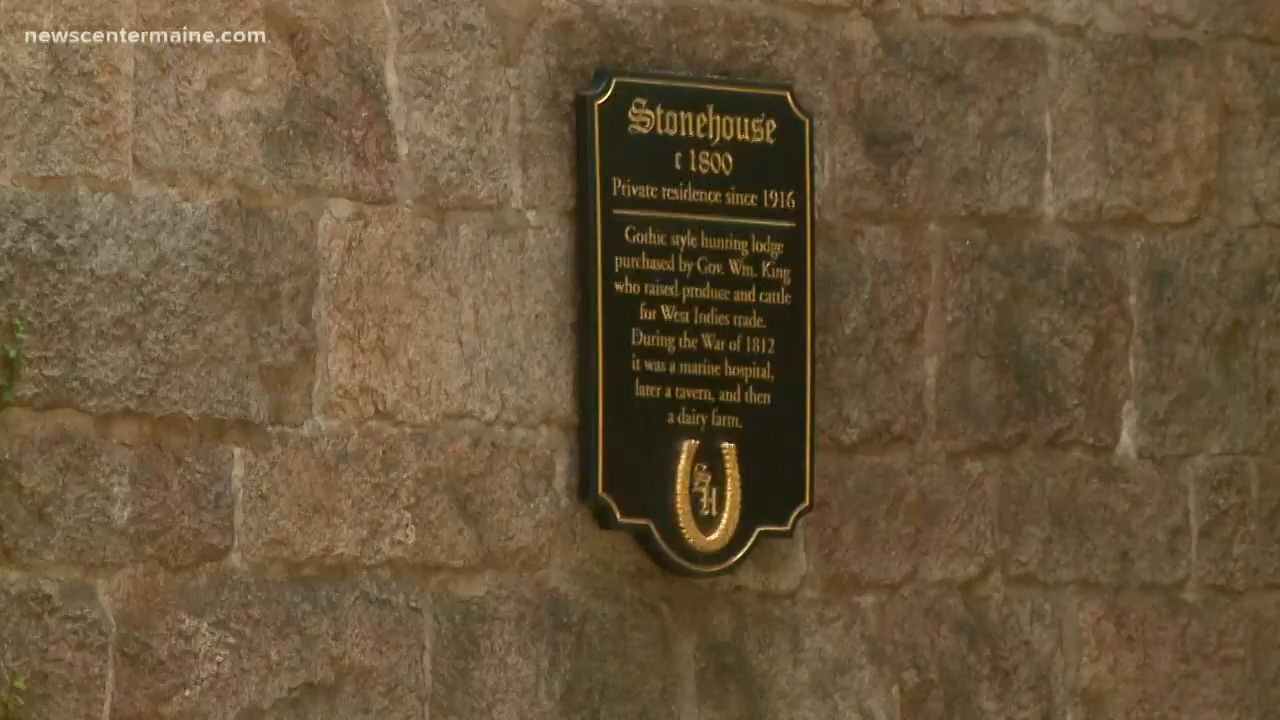 newscentermaine.com
Stonehouse
c 1800
Private residence since 1916
Gothic style hunting lodge
purchased by Gov. Wm. King
who raised produce and cattle
for West Indies trade.
During the War of 1812
it was a marine hospital,
later a tavern, and then
a dairy farm.
SH